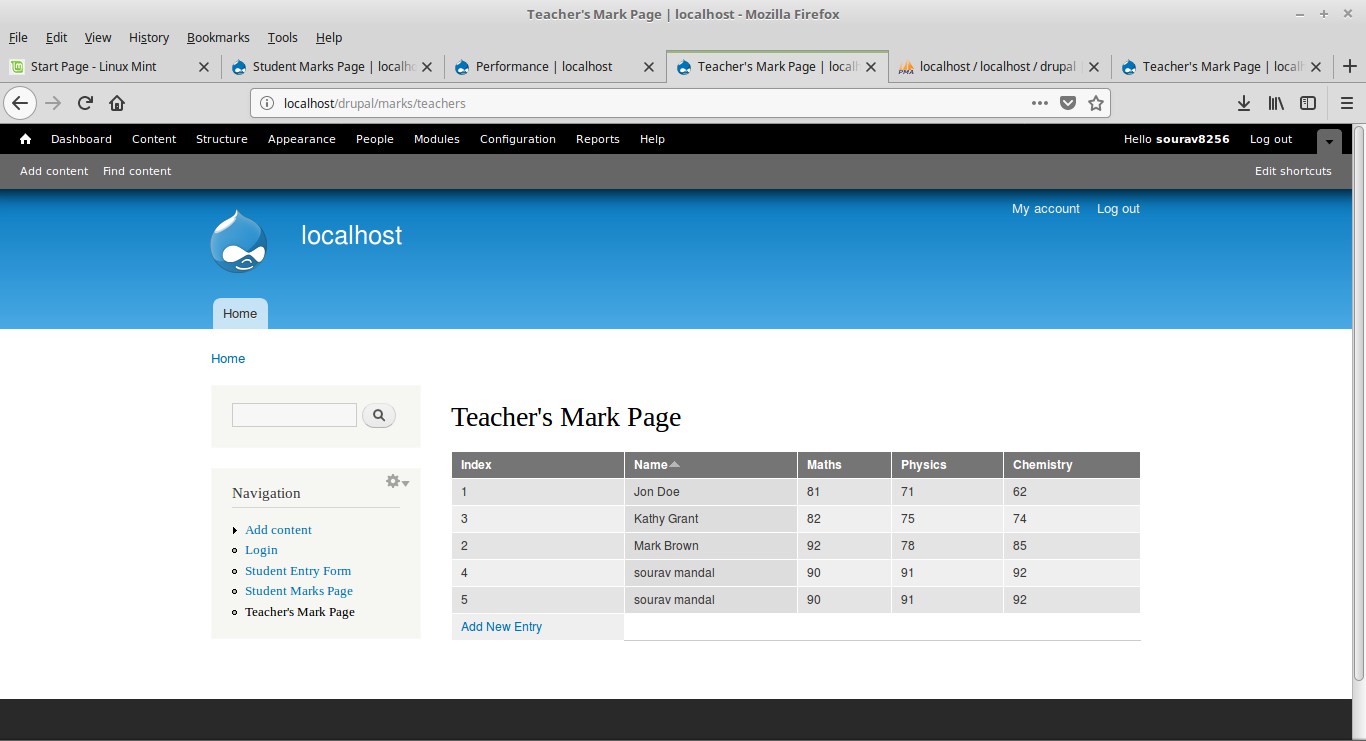 Teacher's Mark Page | localhost - Mozilla Firefox
File Edit View History Bookmarks Tools Help
Start Page - Linux Mint Student Marks Page | localho Performance | localhost Teacher's Mark Page | local localhost / localhost / drupal Teacher's Mark Page | local
localhost/drupal/marks/teachers
Dashboard Content Structure Appearance People Modules Configuration Reports Help Hello sourav8256 Log out
Add content Find content Edit shortcuts
My account Log out
localhost
Home
Home
Teacher's Mark Page
Index Name Maths Physics Chemistry
1 Jon Doe 81 71 62
3 Kathy Grant 82 75 74
2 Mark Brown 92 78 85
4 sourav mandal 90 91 92
5 sourav mandal 90 91 92
Add New Entry
Navigation
Add content
Login
Student Entry Form
Student Marks Page
Teacher's Mark Page